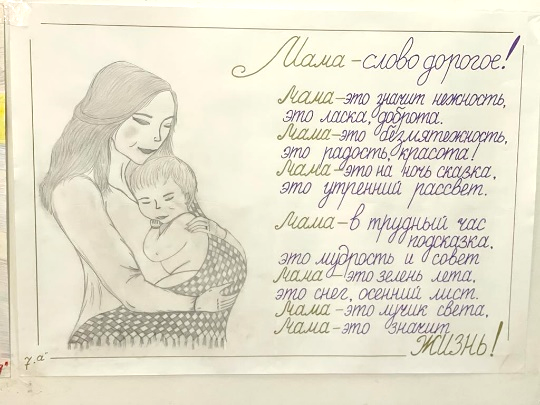 Мама – слово дорогое!
Мама – это значит нежность,
это ласка, доброта.
Мама – это безмятежность,
это радость, красота!
Мама – это на ночь сказка,
это утренний рассвет.
Мама – в трудный час
подсказка,
это мудрость и совет
Мама – это зелень лета,
это снег, осенний лист.
Мама – это лучик света,
Мама – это значит
ЖИЗНЬ!
7 „а"